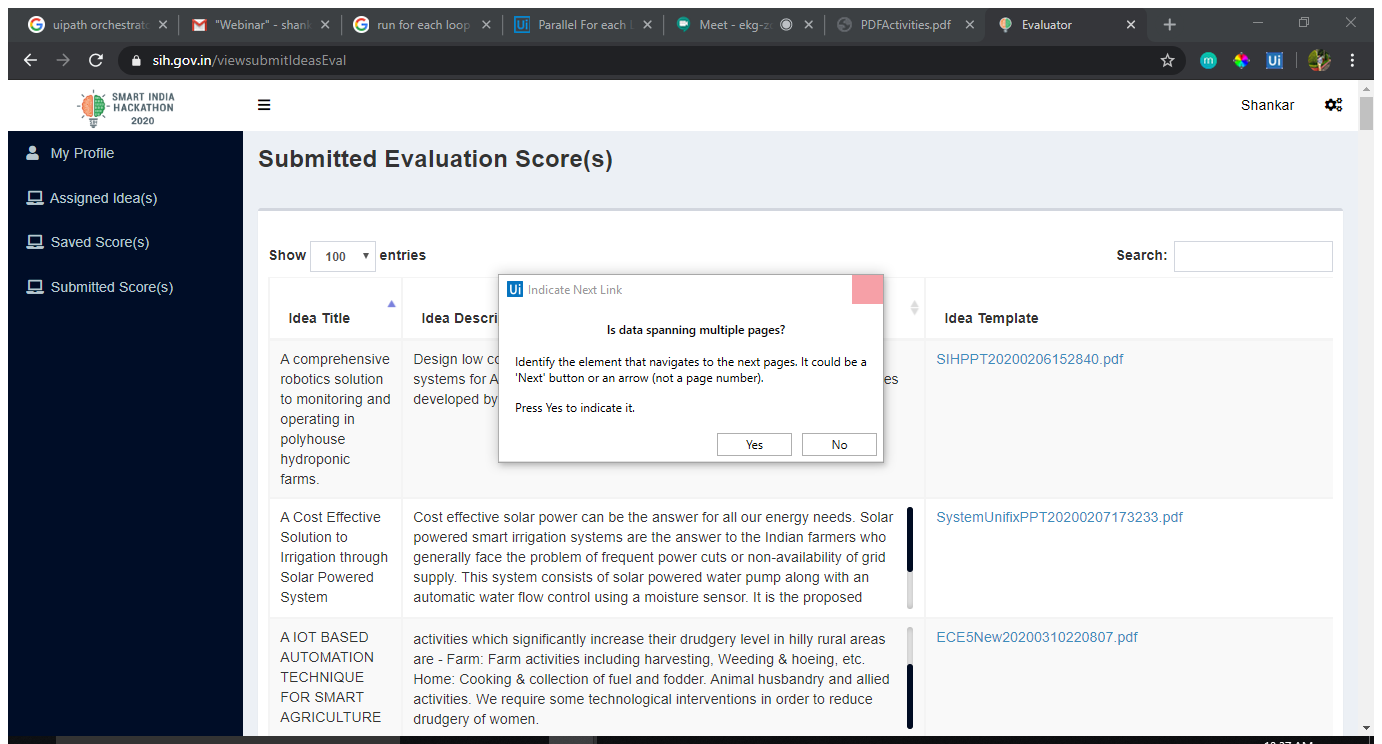 uipath orchestrat
"Webinar" - shank
run for each loop
Parallel For each l
Meet - ekg-zo
PDFActivities.pdf
Evaluator
sih.gov.in/viewsubmitIdeasEval
m
Ui
SMART INDIA
HACKATHON
2020
Shankar
My Profile
Assigned Idea(s)
Saved Score(s)
Submitted Score(s)
Submitted Evaluation Score(s)
Show 100 entries
Search:
Idea Title
Idea Descri
Idea Template
Ui Indicate Next Link
Is data spanning multiple pages?
Identify the element that navigates to the next pages. It could be a
'Next' button or an arrow (not a page number).
Press Yes to indicate it.
Yes
No
A comprehensive
robotics solution
to monitoring and
operating in
polyhouse
hydroponic
farms.
Design low co
systems for A
es
developed by
SIHPPT20200206152840.pdf
A Cost Effective
Solution to
Irrigation through
Solar Powered
System
Cost effective solar power can be the answer for all our energy needs. Solar
powered smart irrigation systems are the answer to the Indian farmers who
generally face the problem of frequent power cuts or non-availability of grid
supply. This system consists of solar powered water pump along with an
automatic water flow control using a moisture sensor. It is the proposed
SystemUnifixPPT20200207173233.pdf
A IOT BASED
AUTOMATION
TECHNIQUE
FOR SMART
AGRICULTURE
activities which significantly increase their drudgery level in hilly rural areas
are - Farm: Farm activities including harvesting, Weeding & hoeing, etc.
Home: Cooking & collection of fuel and fodder. Animal husbandry and allied
activities. We require some technological interventions in order to reduce
drudgery of women.
ECE5New20200310220807.pdf